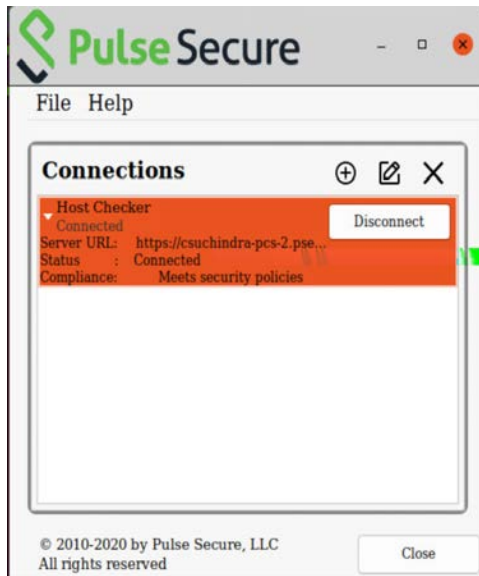 Pulse Secure
File Help
Connections
Host Checker
Connected
Disconnect
Server URL: https://csuchindra-pcs-2.pse...
Status : Connected
Compliance: Meets security policies
© 2010-2020 by Pulse Secure, LLC
All rights reserved
Close